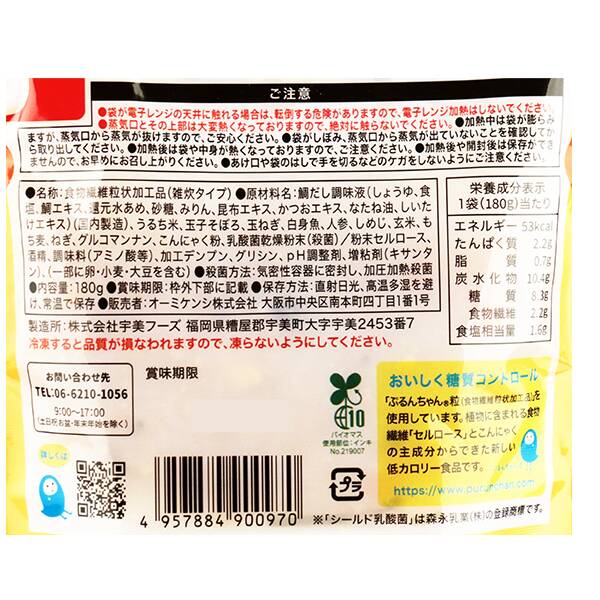 ご注意
●袋が電子レンジの天井に触れる場合は、転倒する危険がありますので、電子レンジ加熱はしないでください。
●蒸気口とその上部は大変熱くなっておりますので、絶対に触らないでください。●加熱中は袋が膨らみ
ますが、蒸気口から蒸気が抜けますので、ご安心ください。●袋がしぼみ、蒸気口から蒸気が出ていないことを確認してか
ら取り出してください。●加熱後は袋や中身が熱くなっておりますので、ご注意ください。●加熱後や開封後は保存ができ
ませんので、お早めにお召し上がりください。●あけ口や袋のはしで手を切るなどのケガをしないようにご注意ください。
●名称:食物繊維粒状加工品(雑炊タイプ)●原材料名:鯛だし調味液(しょうゆ、食
塩、鯛エキス、還元水あめ、砂糖、みりん、昆布エキス、かつおエキス、なたね油、しい
たけエキス)(国内製造)、うるち米、玉子そぼろ、玉ねぎ、白身魚、人参、しめじ、玄米、も
ち麦、ねぎ、グルコマンナン、こんにゃく粉、乳酸菌乾燥粉末(殺菌)/粉末セルロース、
酒精、調味料(アミノ酸等)、加工デンプン、グリシン、pH調整剤、増粘剤(キサンタ
ン)、(一部に卵・小麦・大豆を含む)●殺菌方法:気密性容器に密封し、加圧加熱殺菌
●内容量:180g●賞味期限:枠外下部に記載●保存方法:直射日光、高温多湿を避
け、常温で保存●販売者:オーミケンシ株式会社 大阪市中央区南本町四丁目1番1号
栄養成分表示
1袋(180g)当たり
エネルギー 53kcal
たんぱく質 2.2g
脂質 0.7g
炭水化物 10.4g
糖質 8.3g
食物繊維 2.2g
食塩相当量 1.6g
製造所:株式会社宇美フーズ 福岡県糟屋郡宇美町大字宇美2453番7
冷凍すると品質が損なわれますので、凍らないようにしてください。
お問い合わせ先
TEL:06-6210-1056
9:00〜17:00
(土日祝お盆・年末年始を除く)
賞味期限
10
バイオマス
使用部位:インキ
No.219007
おいしく糖質コントロール
「ぷるんちゃん®粒(食物繊維粒状加工品)」を
使用しています。植物に含まれる食物
繊維「セルロース」とこんにゃく
の主成分からできた新しい
低カロリー食品です。
https://www.purunchan.com
詳しくは
プラ
4 957884 900970
※「シールド乳酸菌」は森永乳業(株)の登録商標です。